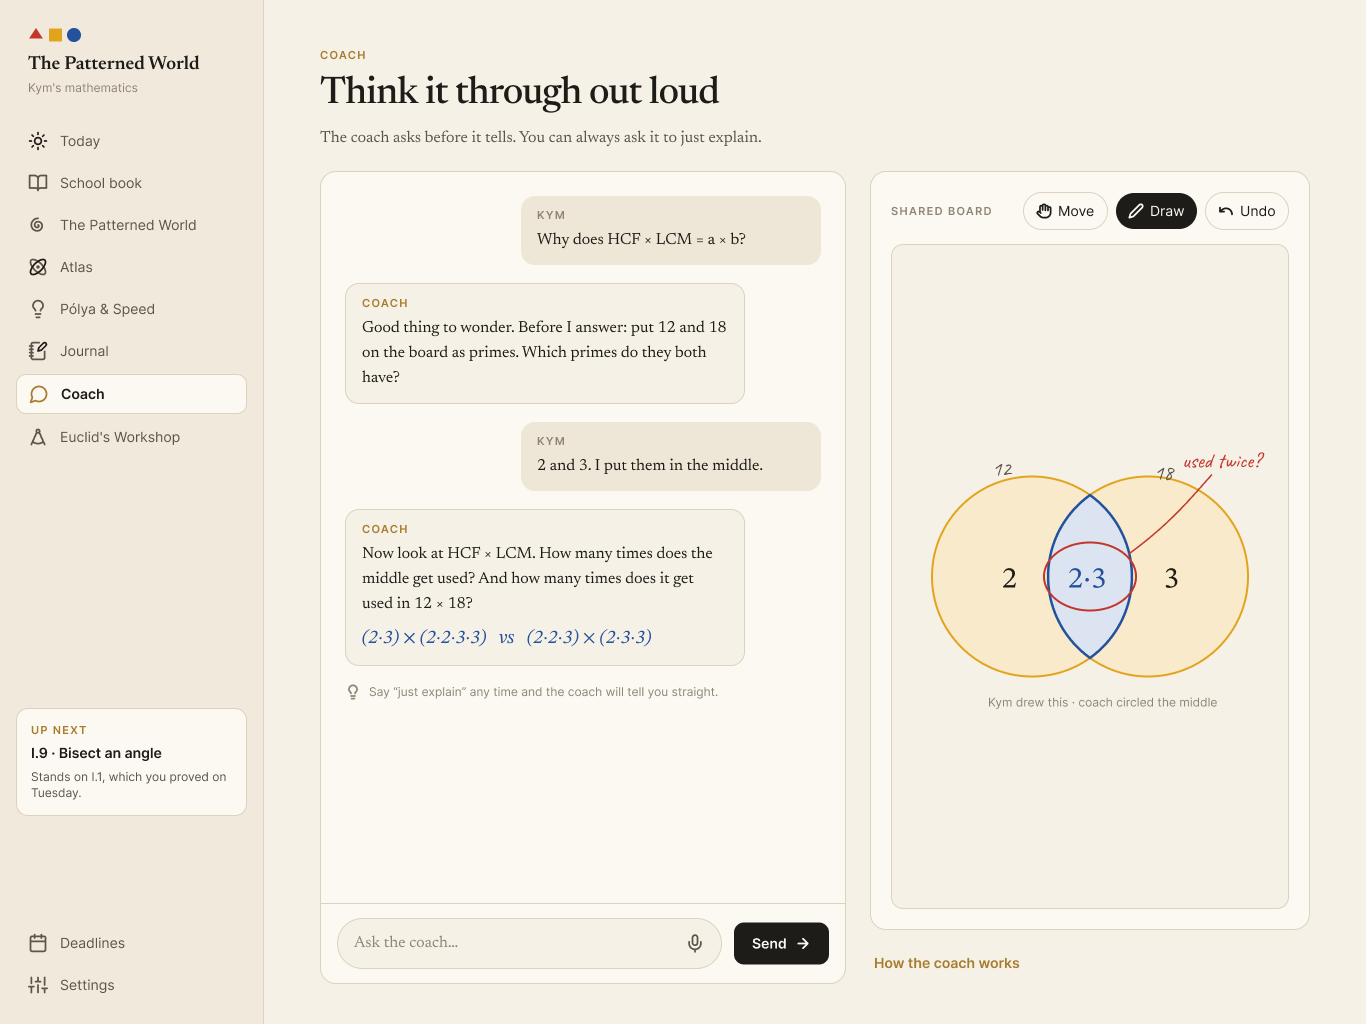 The Patterned World
Kym's mathematics
Today
School book
The Patterned World
Atlas
Pólya & Speed
Journal
Coach
Euclid's Workshop
UP NEXT
I.9 · Bisect an angle
Stands on I.1, which you proved on
Tuesday.
Deadlines
Settings
COACH
Think it through out loud
The coach asks before it tells. You can always ask it to just explain.
KYM
Why does HCF × LCM = a × b?
COACH
Good thing to wonder. Before I answer: put 12 and 18
on the board as primes. Which primes do they both
have?
KYM
2 and 3. I put them in the middle.
COACH
Now look at HCF × LCM. How many times does the
middle get used? And how many times does it get
used in 12 × 18?
(2·3) × (2·2·3·3) vs (2·2·3) × (2·3·3)
Say “just explain” any time and the coach will tell you straight.
Ask the coach...
Send
SHARED BOARD
Move
Draw
Undo
12
18
used twice?
2
2·3
3
Kym drew this · coach circled the middle
How the coach works